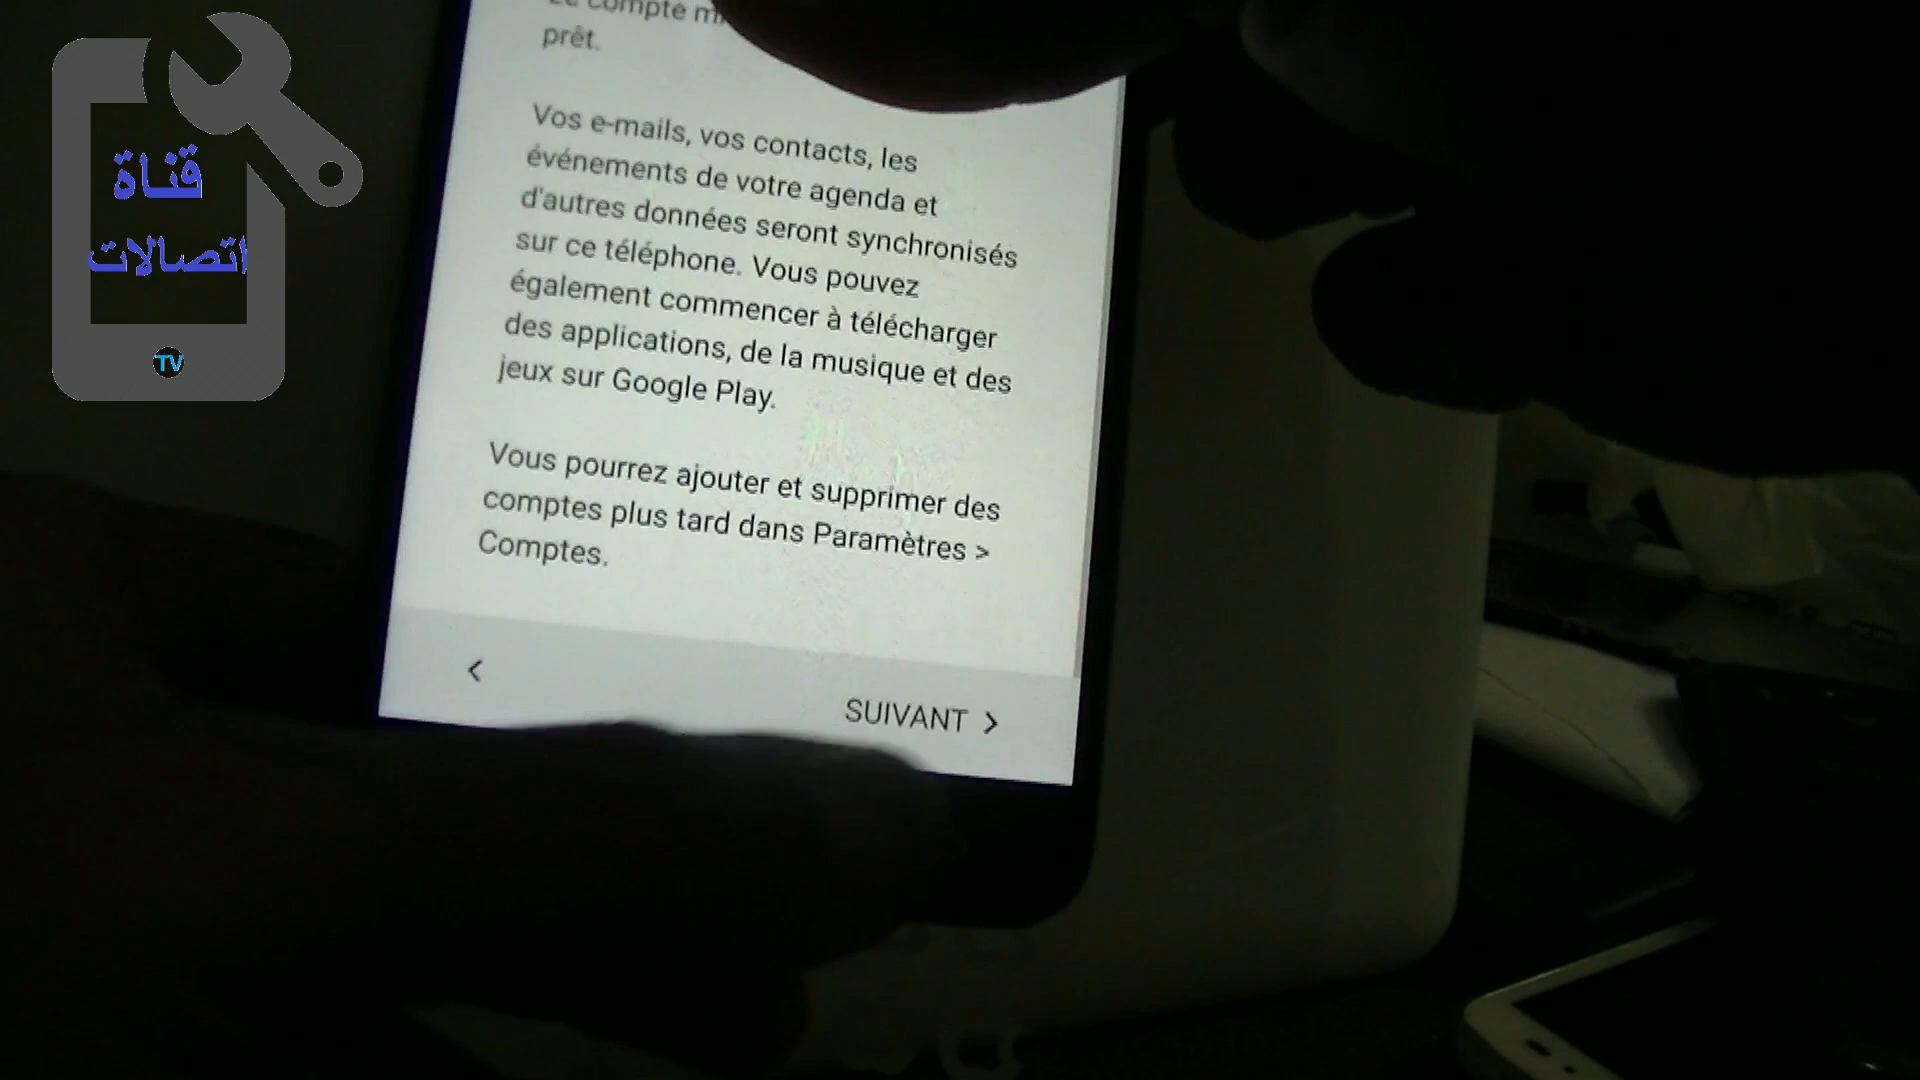 قناة
اتصالات
TV
compte
prêt.
Vos e-mails, vos contacts, les
événements de votre agenda et
d'autres données seront synchronisés
sur ce téléphone. Vous pouvez
également commencer à télécharger
des applications, de la musique et des
jeux sur Google Play.
Vous pourrez ajouter et supprimer des
comptes plus tard dans Paramètres >
Comptes.
<
SUIVANT >